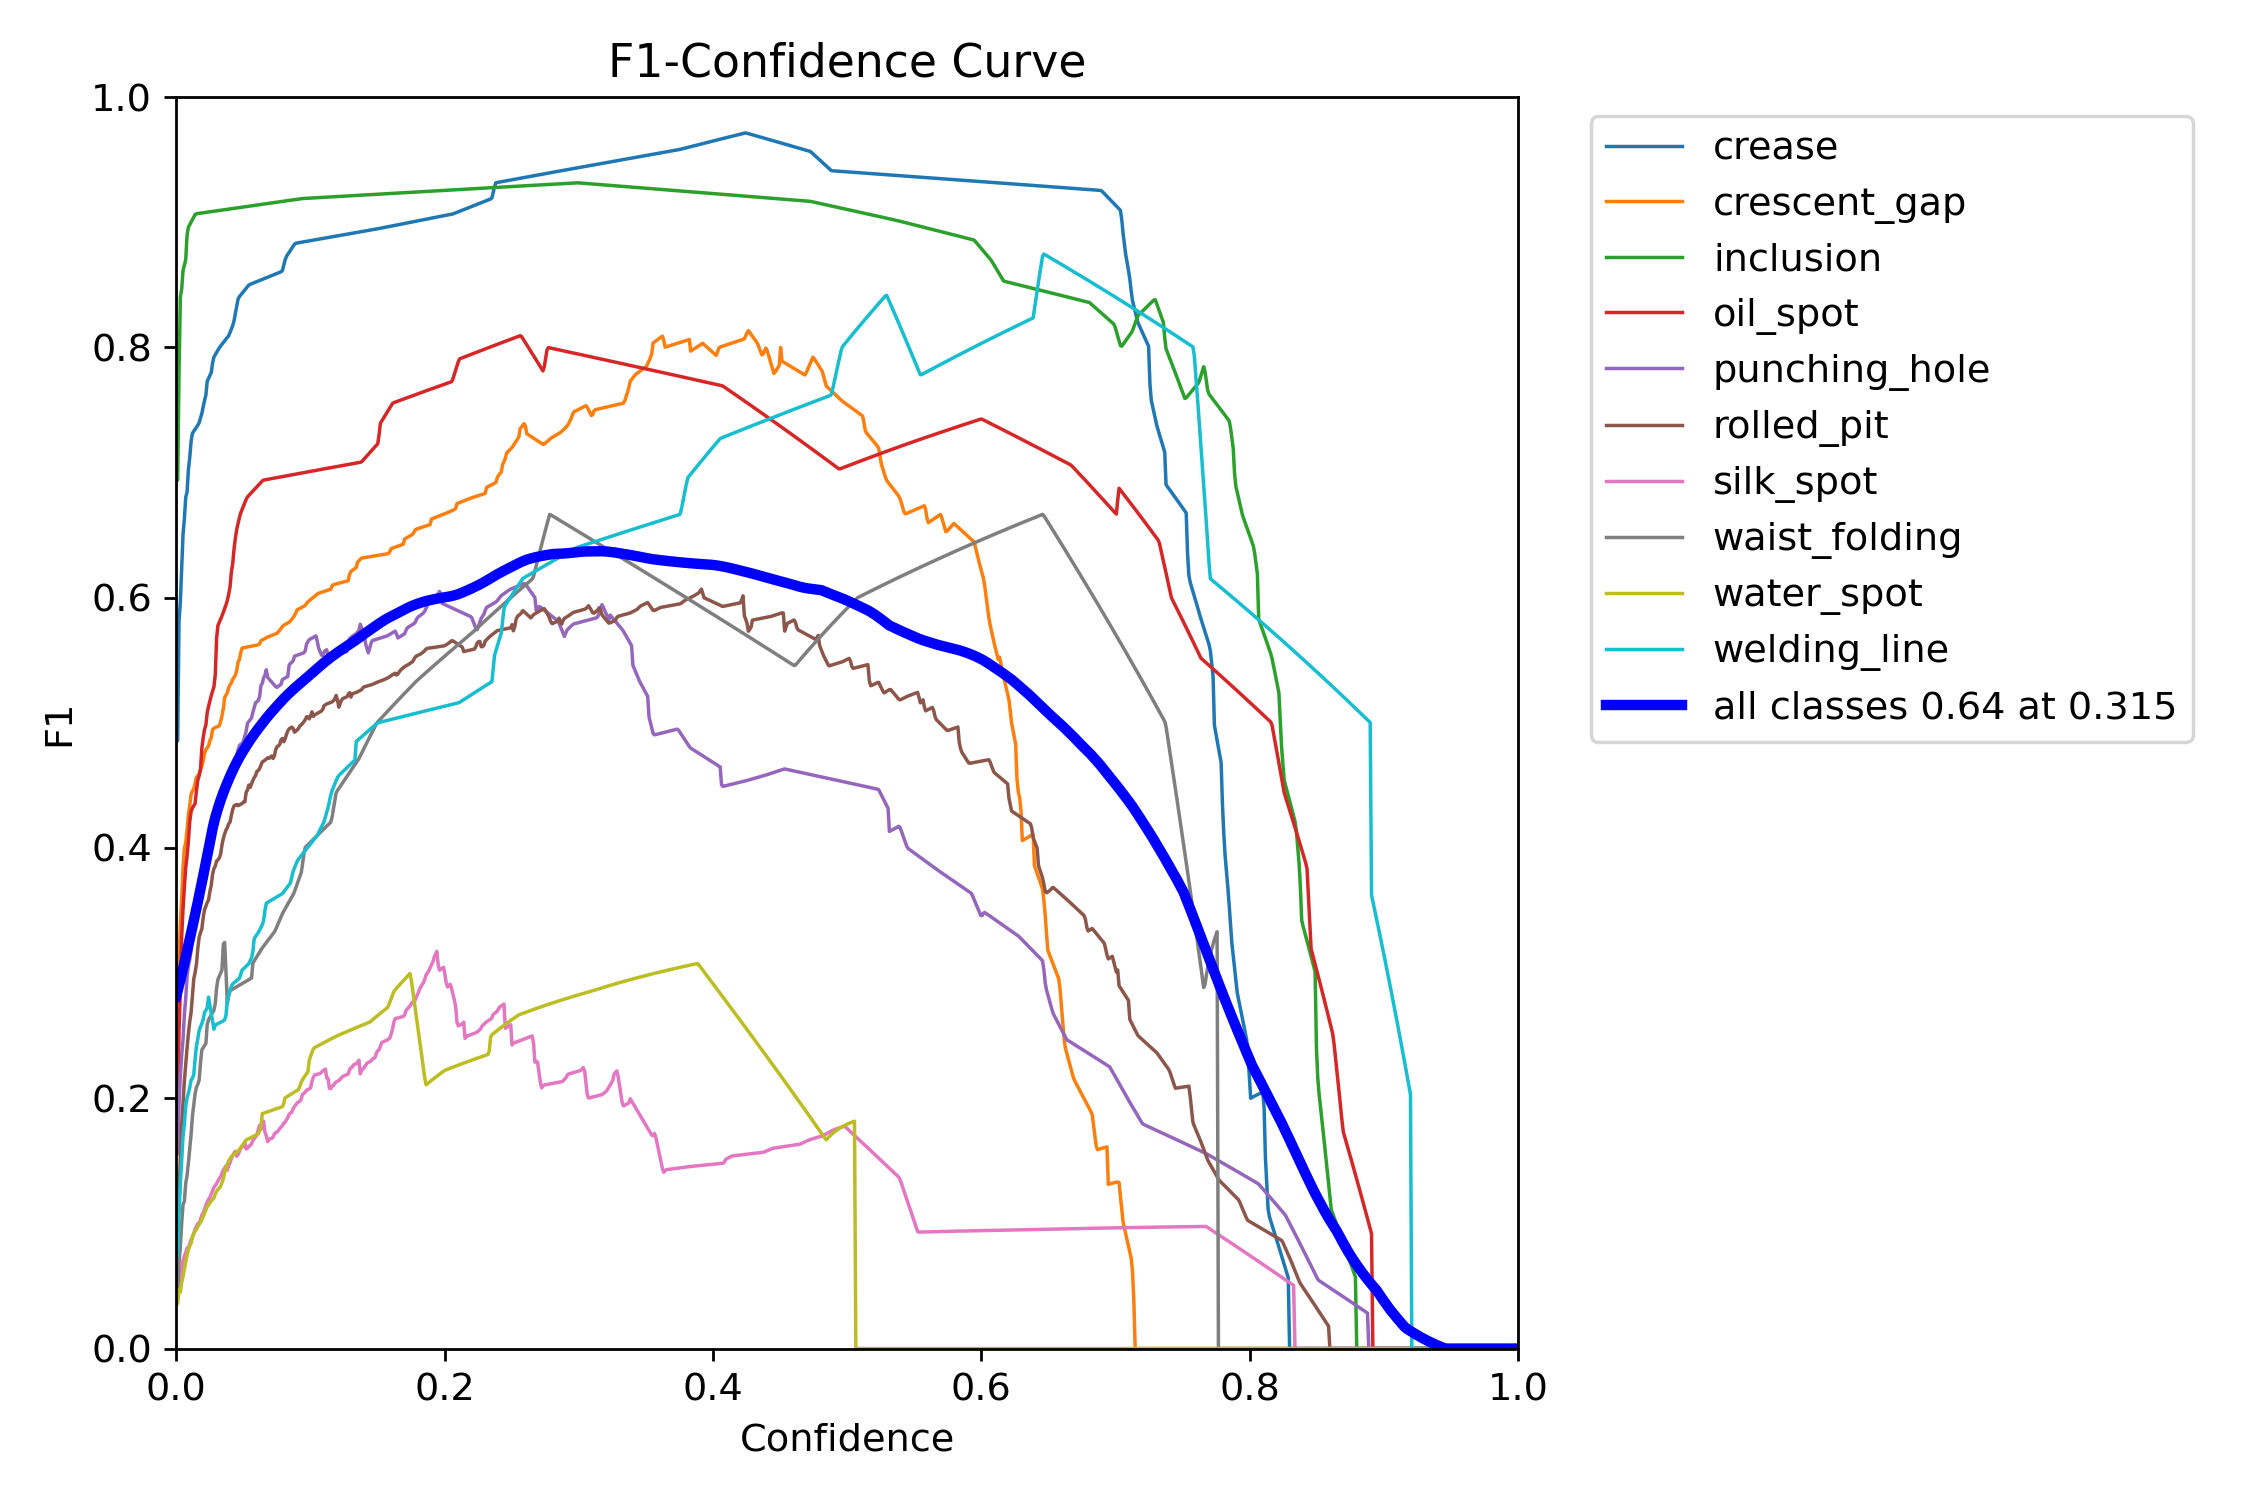 F1-Confidence Curve
1.0
0.8
0.6
0.4
0.2
0.0
F1
0.0 0.2 0.4 0.6 0.8 1.0
Confidence
crease
crescent_gap
inclusion
oil_spot
punching_hole
rolled_pit
silk_spot
waist_folding
water_spot
welding_line
all classes 0.64 at 0.315